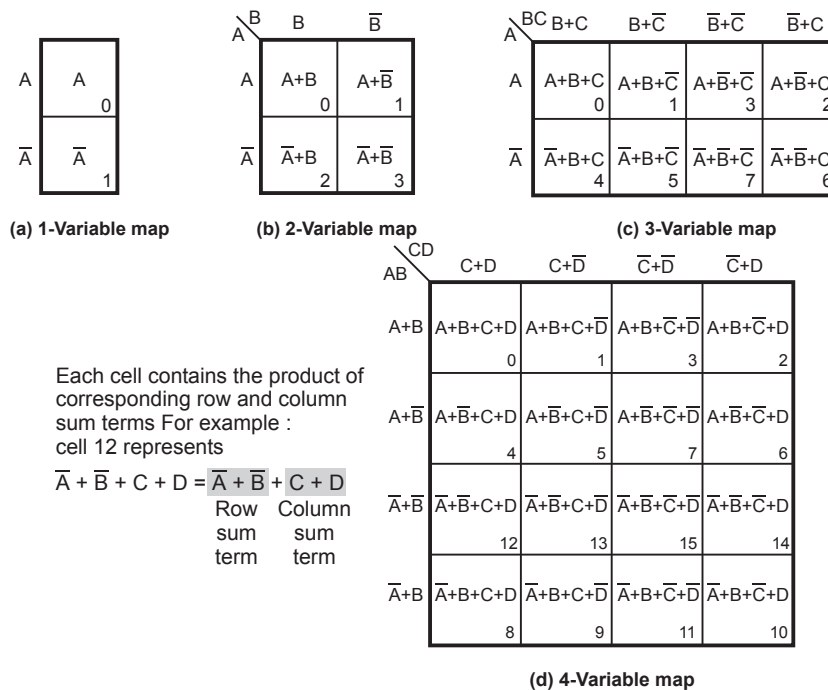 B
A
B B̅
A A 0
A̅ A̅ 1
A A+B 0 A+B̅ 1
A̅ A̅+B 2 A̅+B̅ 3
BC
A
B+C B+C̅ B̅+C̅ B̅+C
A A+B+C 0 A+B+C̅ 1 A+B̅+C̅ 3 A+B̅+C 2
A̅ A̅+B+C 4 A̅+B+C̅ 5 A̅+B̅+C̅ 7 A̅+B̅+C 6
(a) 1-Variable map
(b) 2-Variable map
(c) 3-Variable map
CD
AB
C+D C+D̅ C̅+D̅ C̅+D
A+B A+B+C+D 0 A+B+C+D̅ 1 A+B+C̅+D̅ 3 A+B+C̅+D 2
A+B̅ A+B̅+C+D 4 A+B̅+C+D̅ 5 A+B̅+C̅+D̅ 7 A+B̅+C̅+D 6
A̅+B̅ A̅+B̅+C+D 12 A̅+B̅+C+D̅ 13 A̅+B̅+C̅+D̅ 15 A̅+B̅+C̅+D 14
A̅+B A̅+B+C+D 8 A̅+B+C+D̅ 9 A̅+B+C̅+D̅ 11 A̅+B+C̅+D 10
Each cell contains the product of
corresponding row and column
sum terms For example :
cell 12 represents
A̅ + B̅ + C + D = A̅ + B̅ + C + D
Row Column
sum sum
term term
(d) 4-Variable map